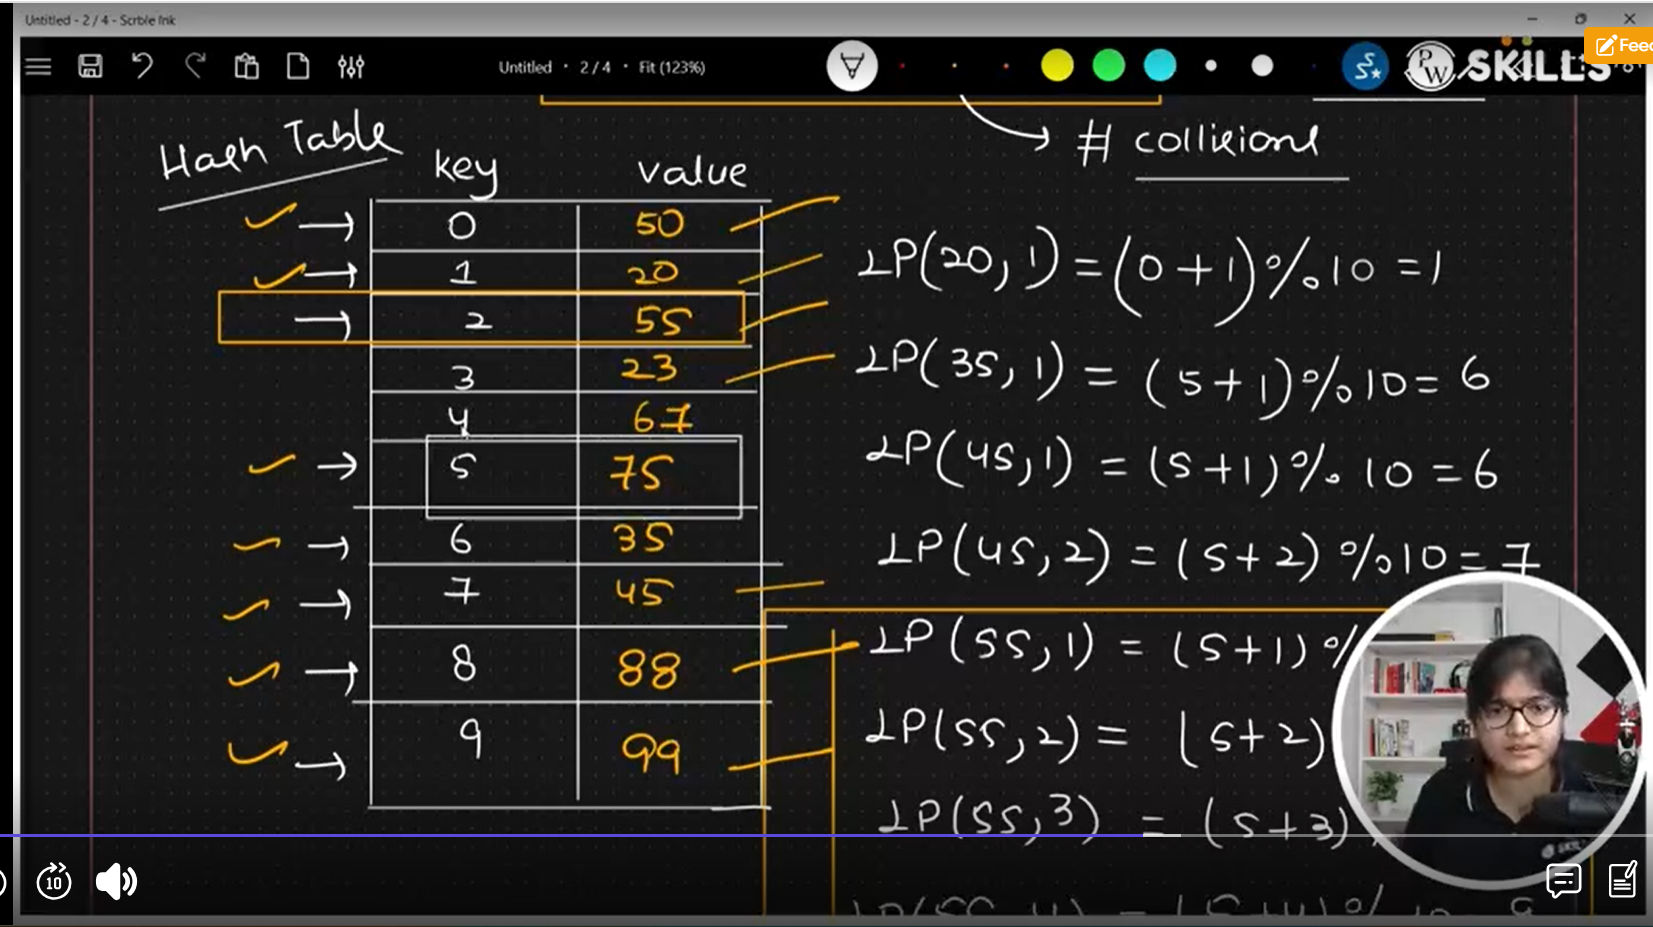 Untitled - 2 / 4 - Scrble Ink
Untitled • 2 / 4 • Fit (123%)
PW SKILLS
Feed
Hash Table
key value
# collisions
0 50
1 20
2 55
3 23
4 67
5 75
6 35
7 45
8 88
9 99
LP(20, 1) = (0 + 1) % 10 = 1
LP(35, 1) = (5 + 1) % 10 = 6
LP(45, 1) = (5 + 1) % 10 = 6
LP(45, 2) = (5 + 2) % 10 = 7
LP(55, 1) = (5 + 1) %
LP(55, 2) = (5 + 2)
LP(55, 3) = (5 + 3)
10